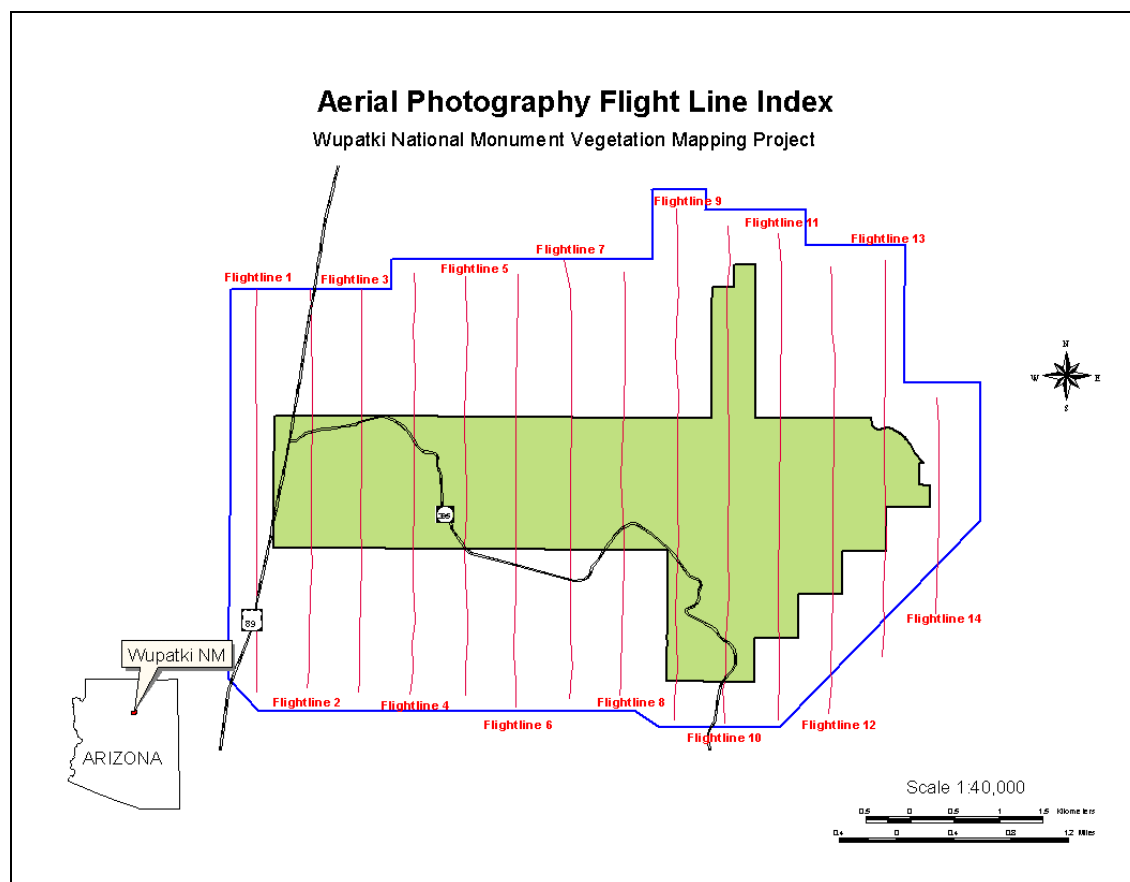 Aerial Photography Flight Line Index
Wupatki National Monument Vegetation Mapping Project
Flightline 9
Flightline 11
Flightline 13
Flightline 7
Flightline 5
Flightline 1
Flightline 3
N
W
E
S
89
Flightline 14
Wupatki NM
Flightline 2
Flightline 4
Flightline 6
Flightline 8
Flightline 10
Flightline 12
ARIZONA
Scale 1:40,000
0.5 0 0.5 1 1.5 Kilometers
0.4 0 0.4 0.8 1.2 Miles